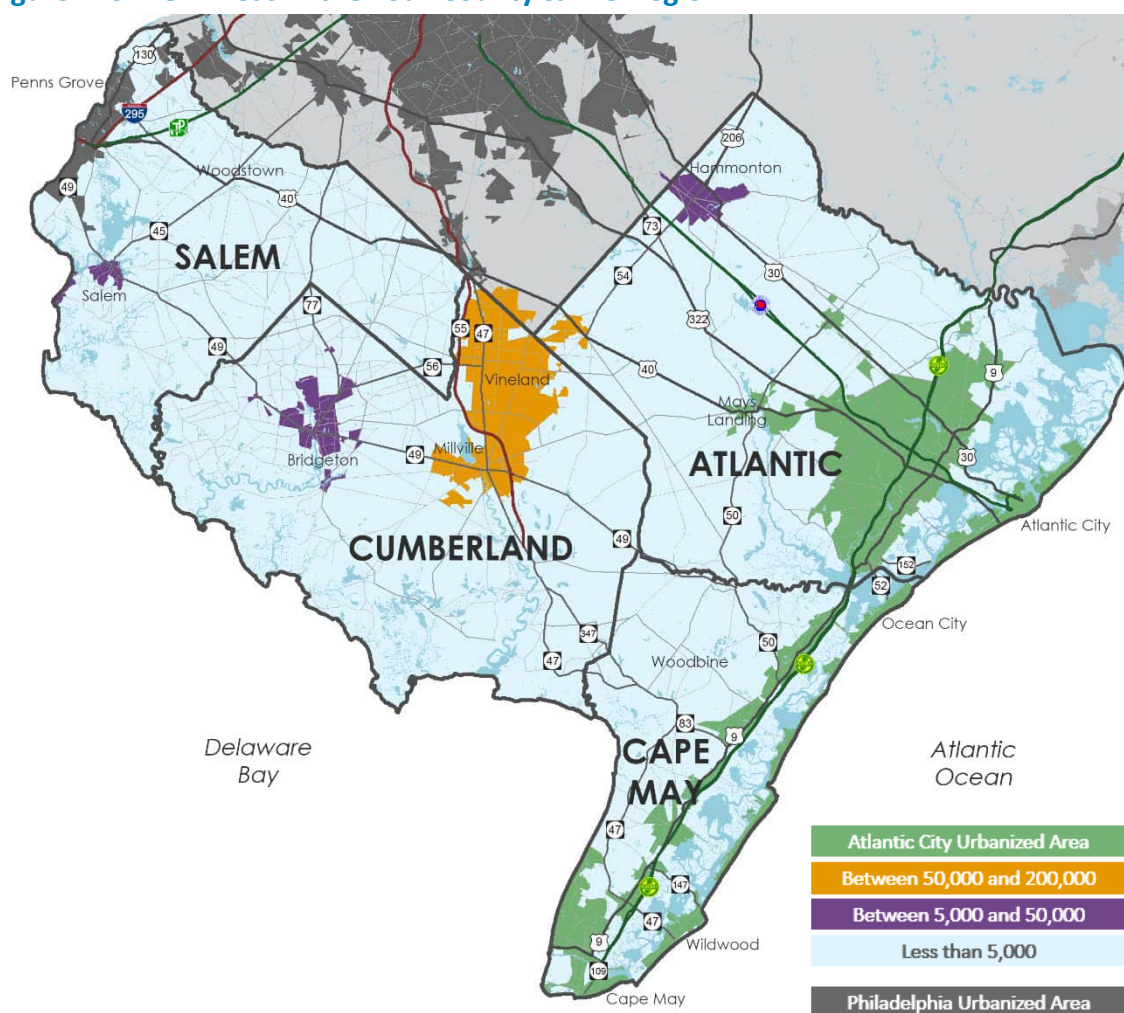 130
Penns Grove
INTERSTATE
295
206
Hammonton
Woodstown
49
40
73
45
SALEM
54
30
Salem
77
322
55
47
49
56
40
9
Vineland
Mays
Landing
Millville
Bridgeton
49
ATLANTIC
30
50
Atlantic City
CUMBERLAND
49
152
52
Ocean City
347
50
47
Woodbine
83
9
Delaware
Bay
CAPE
MAY
Atlantic
Ocean
47
147
47
9
Wildwood
109
Cape May
Atlantic City Urbanized Area
Between 50,000 and 200,000
Between 5,000 and 50,000
Less than 5,000
Philadelphia Urbanized Area